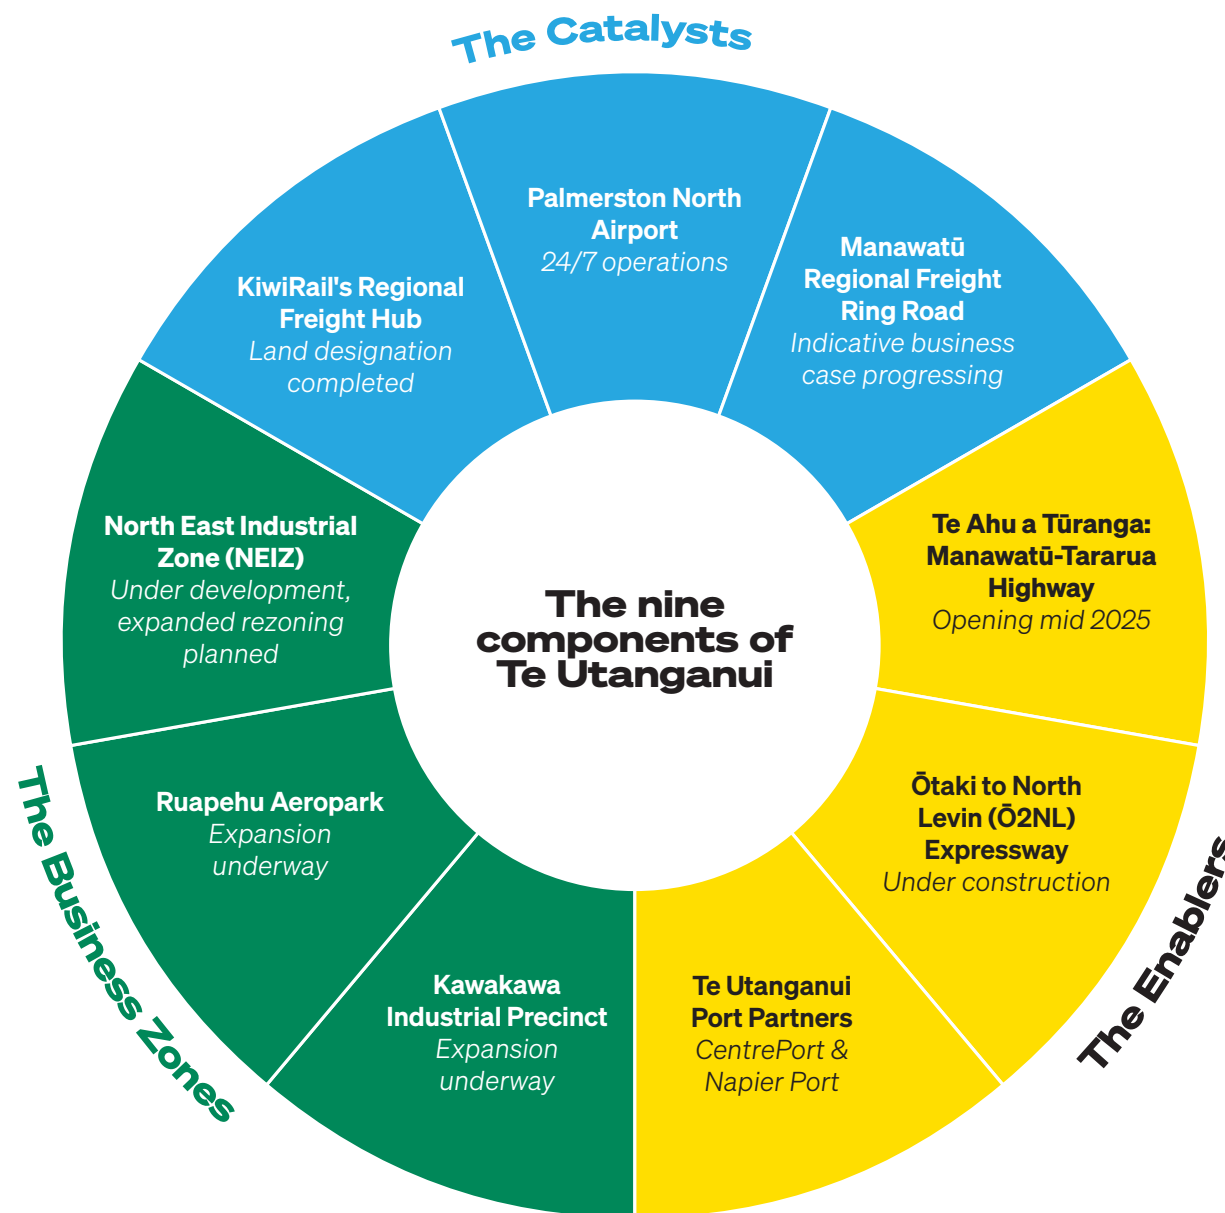 The Catalysts
Palmerston North
Airport
24/7 operations
Manawatū
Regional Freight
Ring Road
Indicative business
case progressing
KiwiRail's Regional
Freight Hub
Land designation
completed
Te Ahu a Tūranga:
Manawatū-Tararua
Highway
Opening mid 2025
North East Industrial
Zone (NEIZ)
Under development,
expanded rezoning
planned
The nine
components of
Te Utanganui
Ōtaki to North
Levin (Ō2NL)
Expressway
Under construction
Ruapehu Aeropark
Expansion
underway
Te Utanganui
Port Partners
CentrePort &
Napier Port
Kawakawa
Industrial Precinct
Expansion
underway
The Business Zones
The Enablers